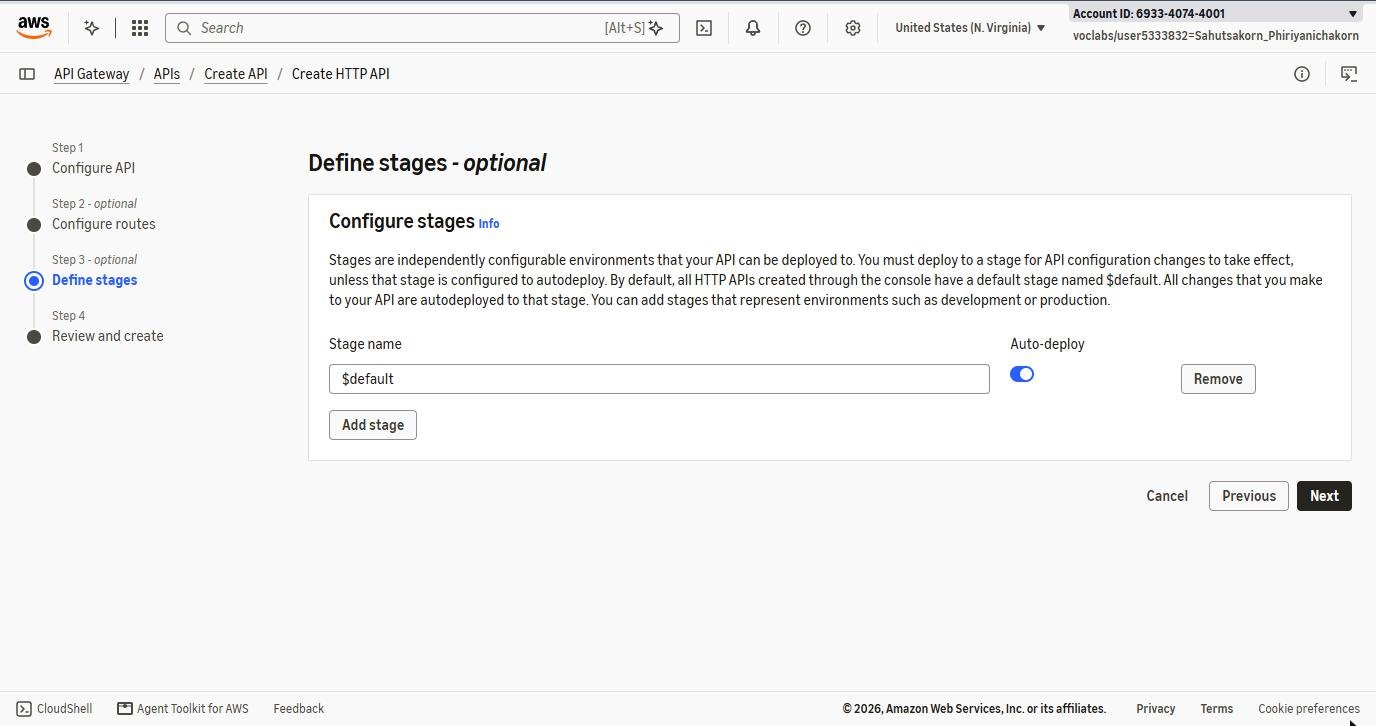 aws
Search [Alt+S]
United States (N. Virginia)
Account ID: 6933-4074-4001
voclabs/user5333832=Sahutsakorn_Phiriyanichakorn
API Gateway / APIs / Create API / Create HTTP API
Step 1
Configure API
Step 2 - optional
Configure routes
Step 3 - optional
Define stages
Step 4
Review and create
Define stages - optional
Configure stages Info
Stages are independently configurable environments that your API can be deployed to. You must deploy to a stage for API configuration changes to take effect,
unless that stage is configured to autodeploy. By default, all HTTP APIs created through the console have a default stage named $default. All changes that you make
to your API are autodeployed to that stage. You can add stages that represent environments such as development or production.
Stage name Auto-deploy
$default Remove
Add stage
Cancel Previous Next
CloudShell Agent Toolkit for AWS Feedback © 2026, Amazon Web Services, Inc. or its affiliates. Privacy Terms Cookie preferences